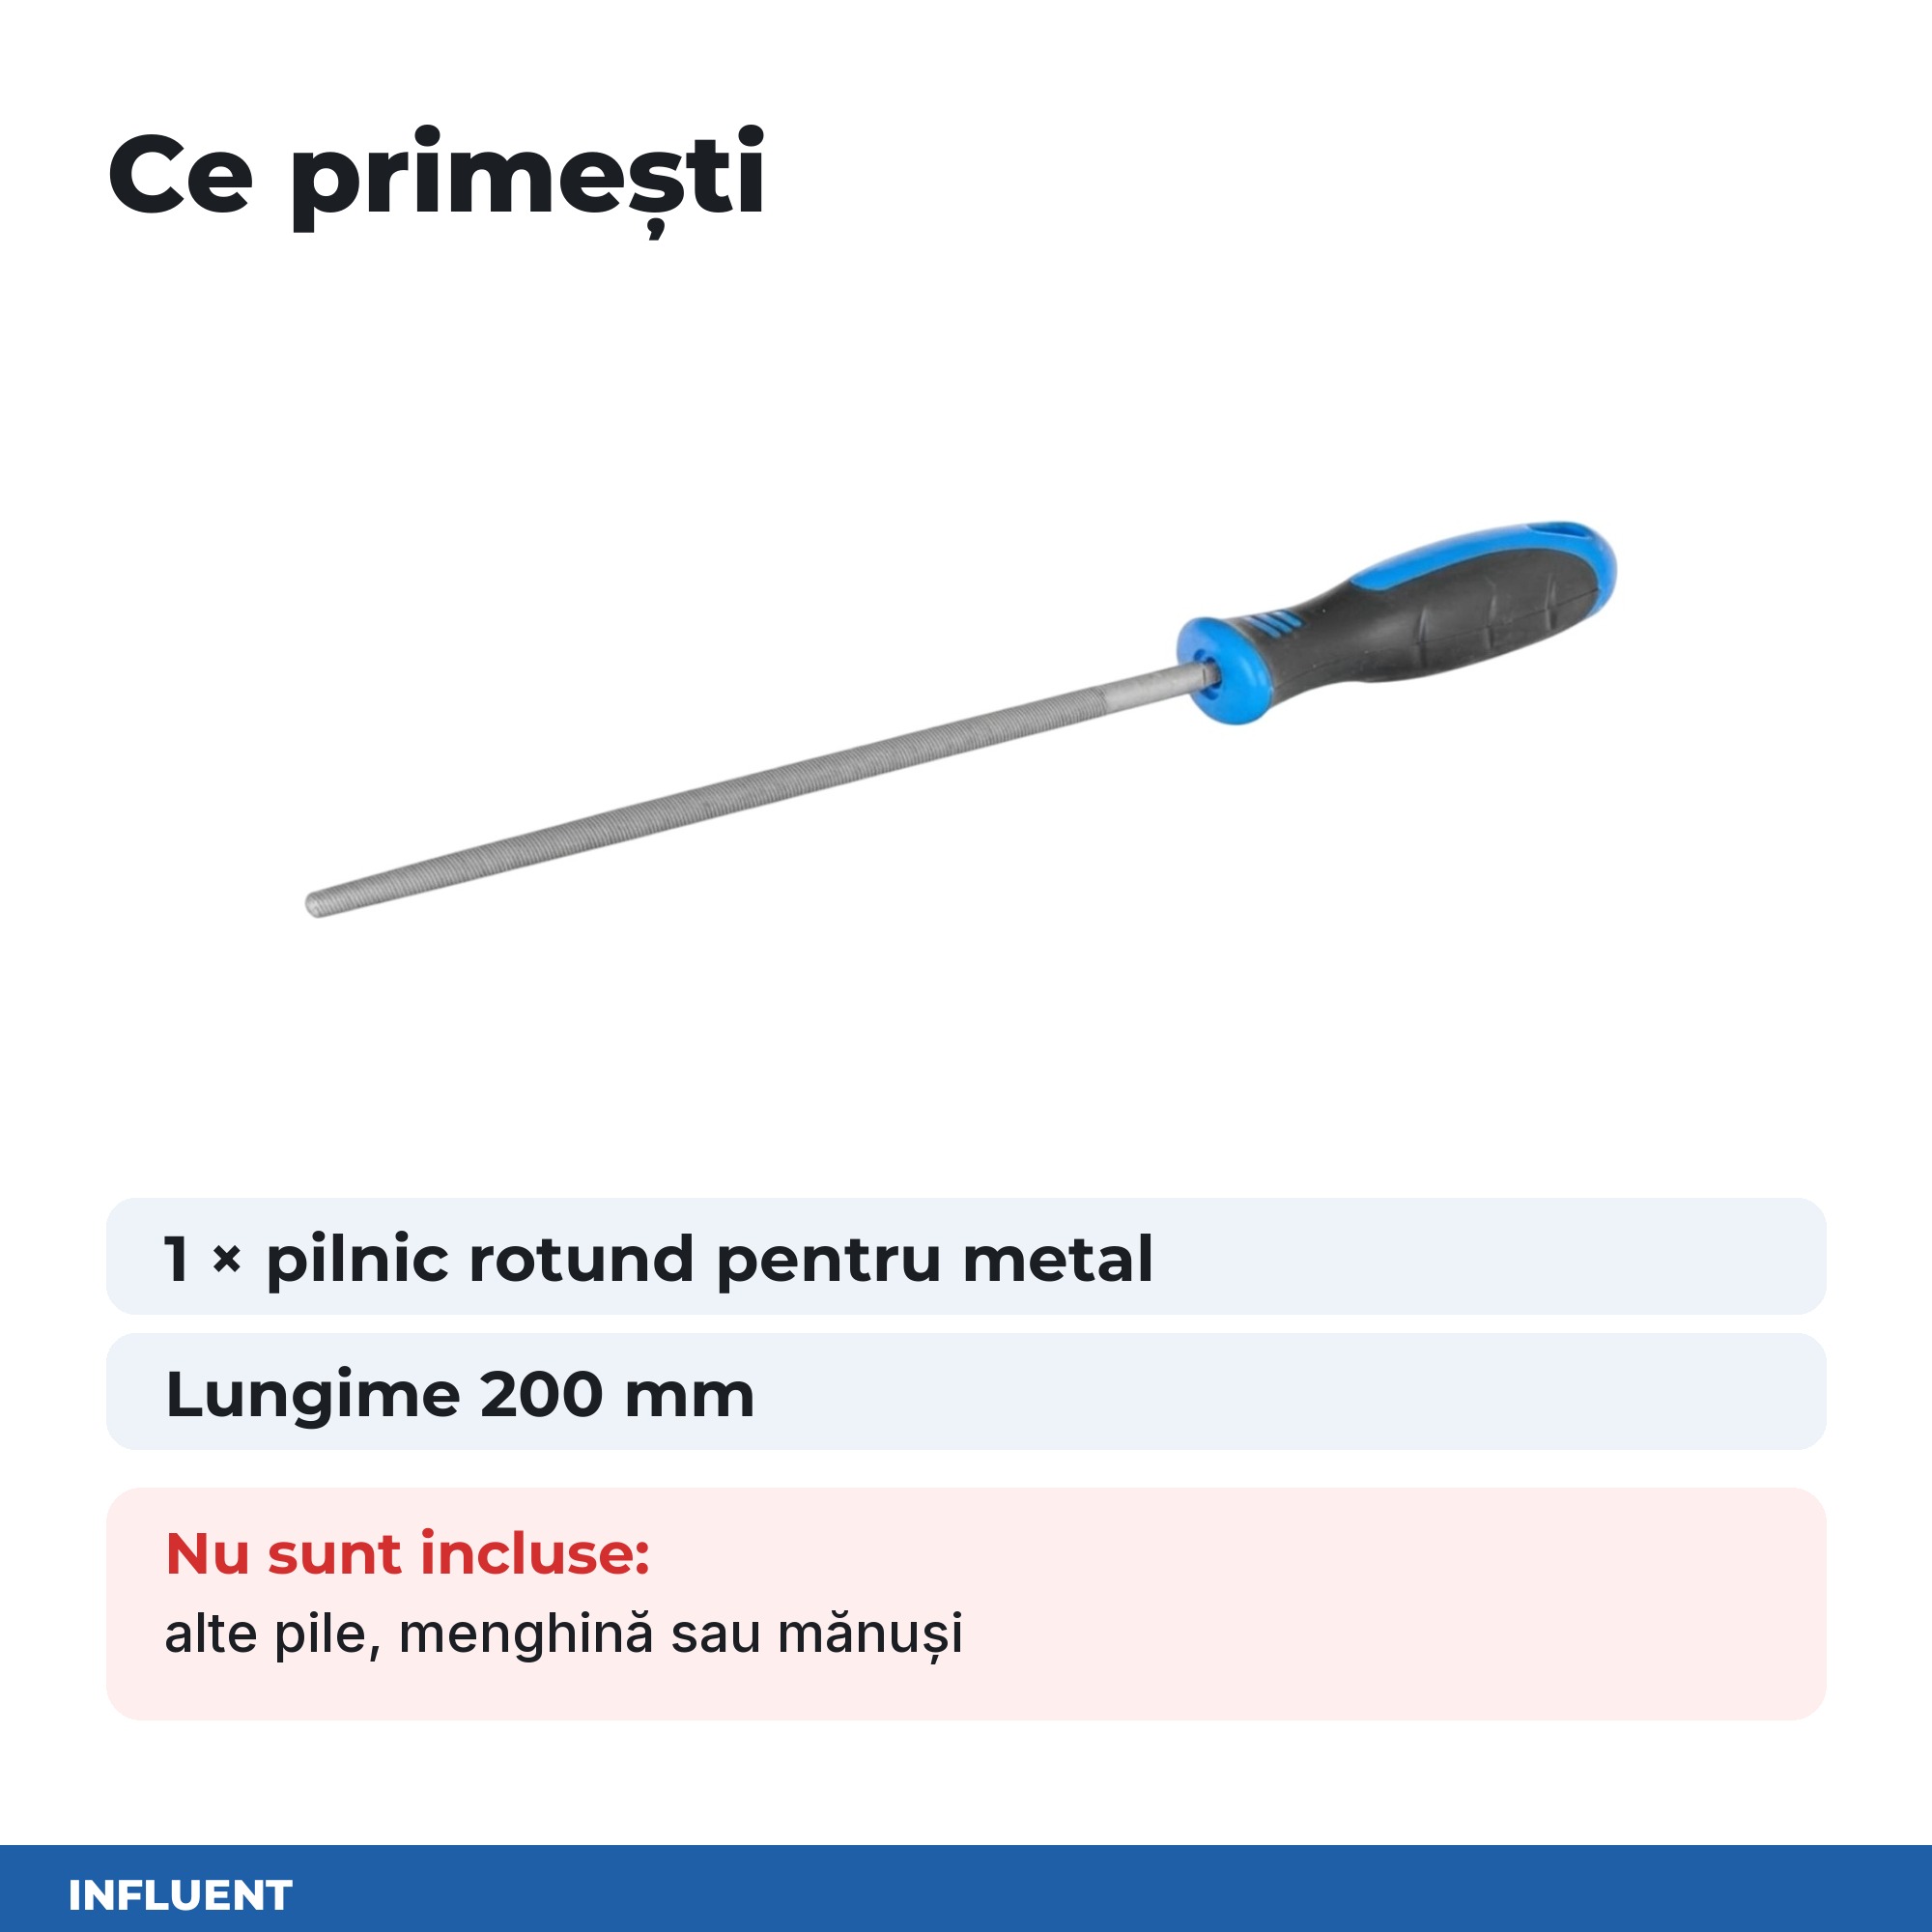 Ce primești
1 × pilnic rotund pentru metal
Lungime 200 mm
Nu sunt incluse:
alte pile, menghină sau mănuși
INFLUENT